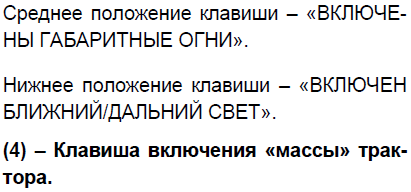 Среднее положение клавиши – «ВКЛЮЧЕ-
НЫ ГАБАРИТНЫЕ ОГНИ».
Нижнее положение клавиши – «ВКЛЮЧЕН
БЛИЖНИЙ/ДАЛЬНИЙ СВЕТ».
(4) – Клавиша включения «массы» трак-
тора.